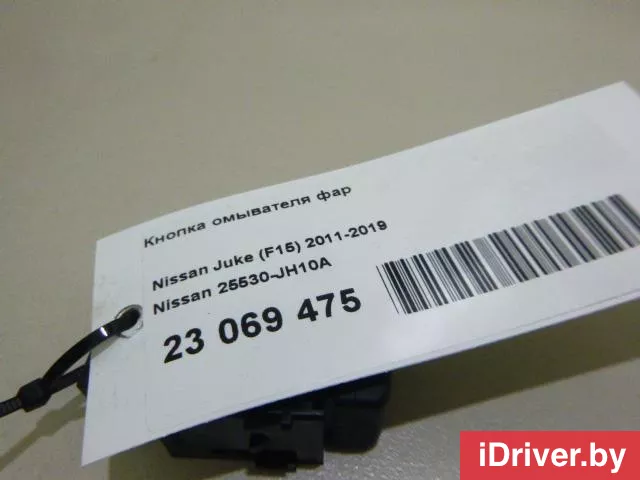 Кнопка омывателя фар
Nissan Juke (F15) 2011-2019
Nissan 25530-JH10A
23 069 475
iDriver.by